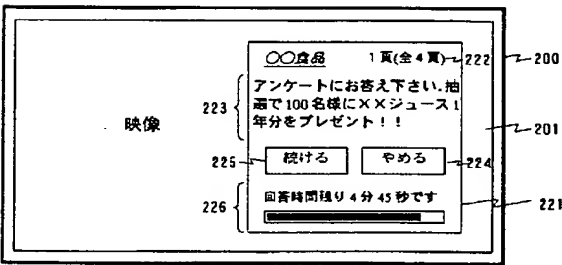 〇〇食品 1頁(全4頁) 222 200
アンケートにお答え下さい.抽
223 選で100名様に××ジュース1
年分をプレゼント!!
映像
201
225 続ける やめる 224
226 回答時間残り4分45秒です
221